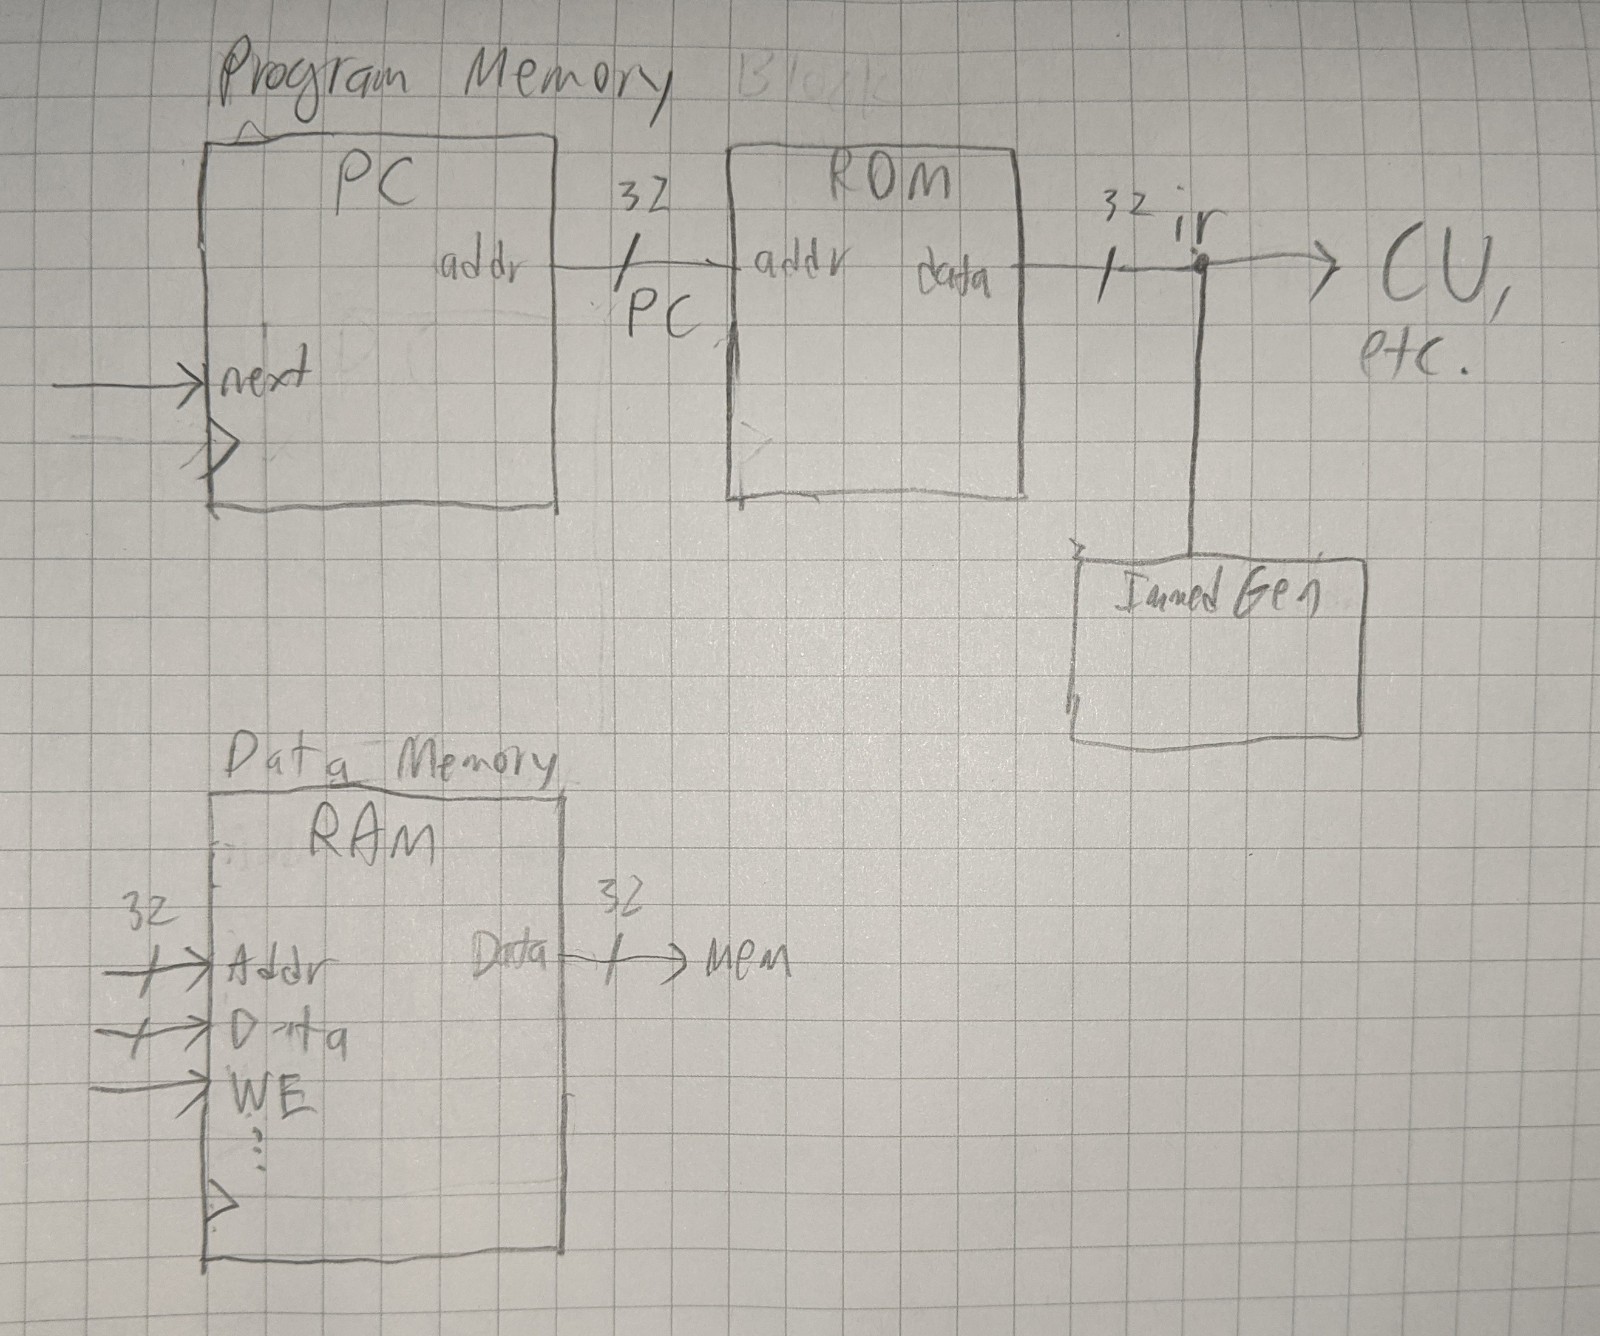 Program Memory Block
PC
ROM
32
32 ir
addr
addr
data
CU,
PC
etc.
next
Immed Gen
Data Memory
RAM
32
32
Addr
Data
Mem
Data
WE